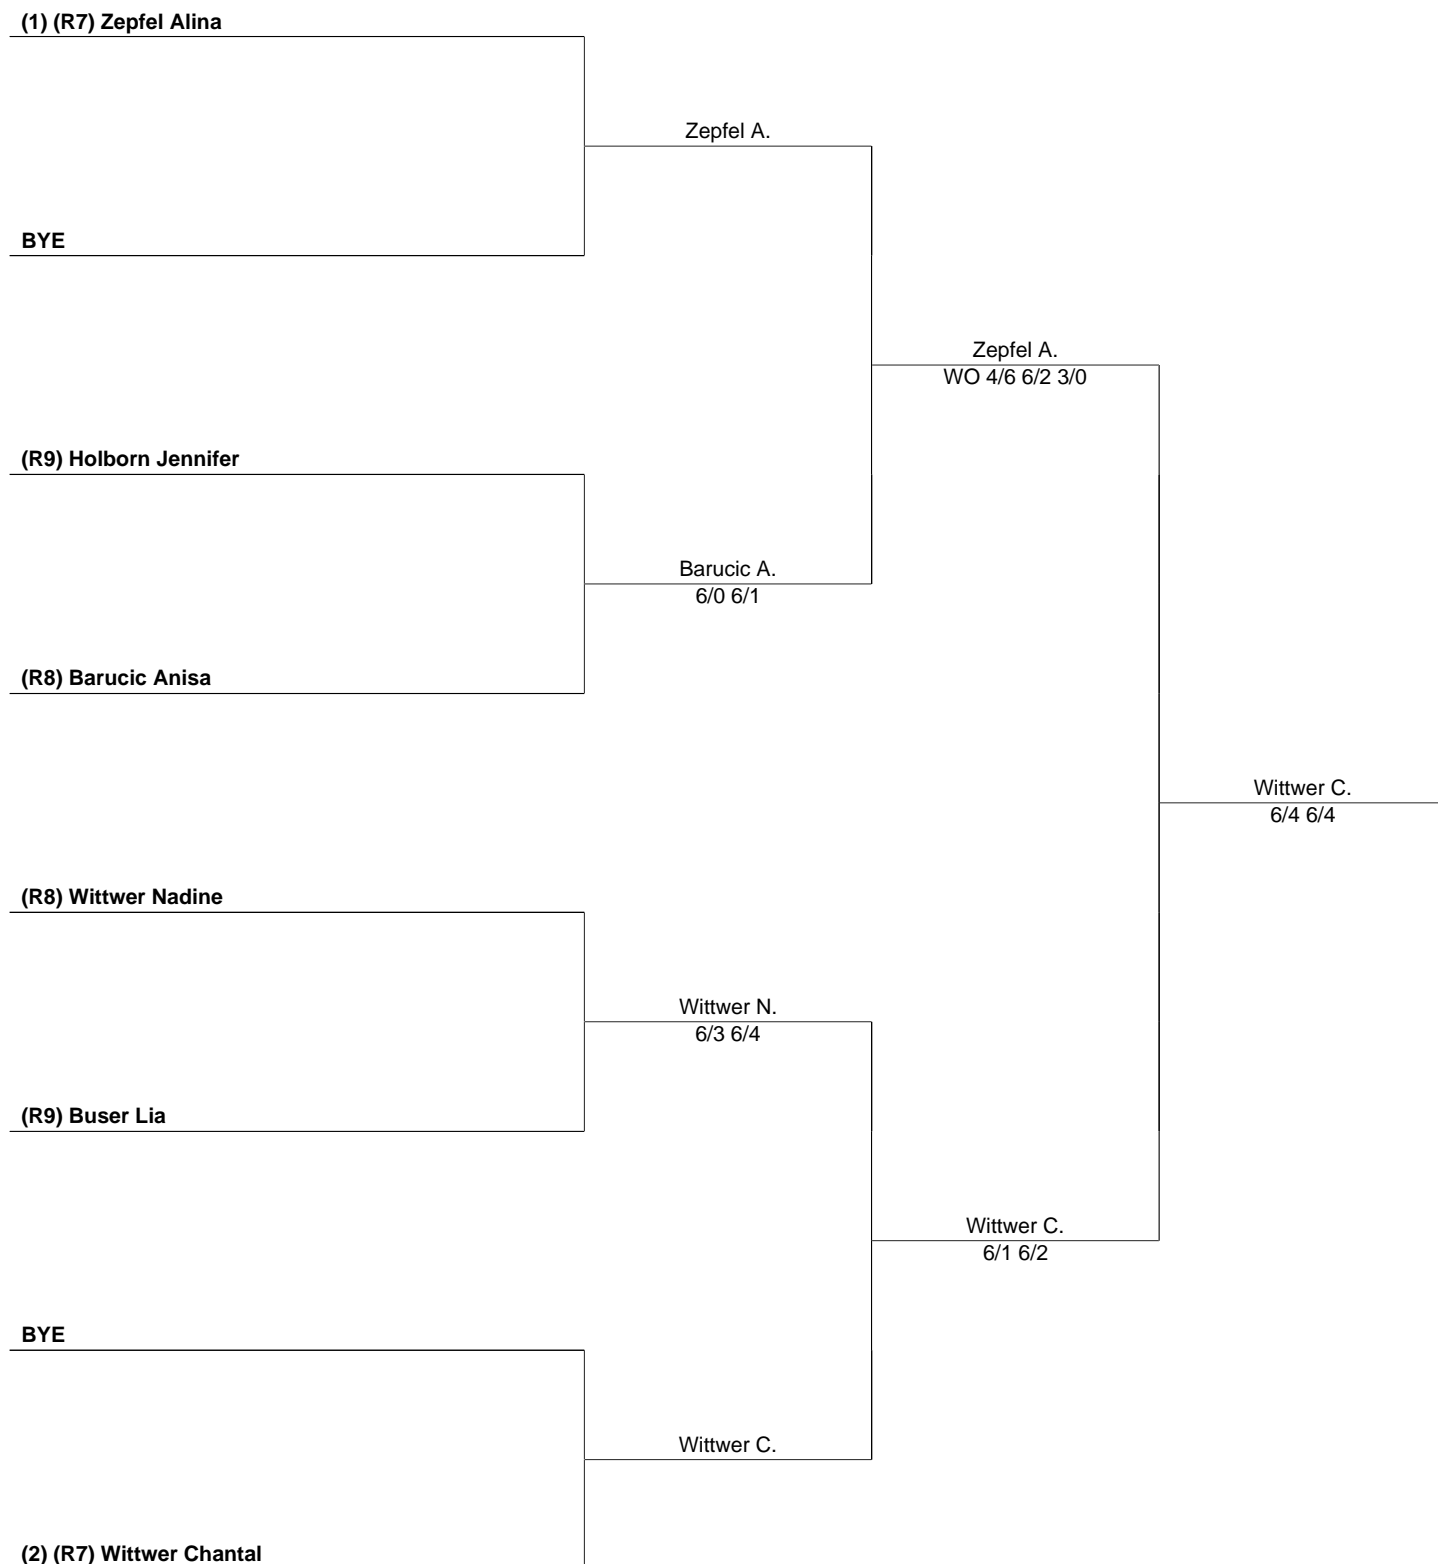 (1) (R7) Zepfel Alina
Zepfel A.
BYE
Zepfel A.
WO 4/6 6/2 3/0
(R9) Holborn Jennifer
Barucic A.
6/0 6/1
(R8) Barucic Anisa
Wittwer C.
6/4 6/4
(R8) Wittwer Nadine
Wittwer N.
6/3 6/4
(R9) Buser Lia
Wittwer C.
6/1 6/2
BYE
Wittwer C.
(2) (R7) Wittwer Chantal